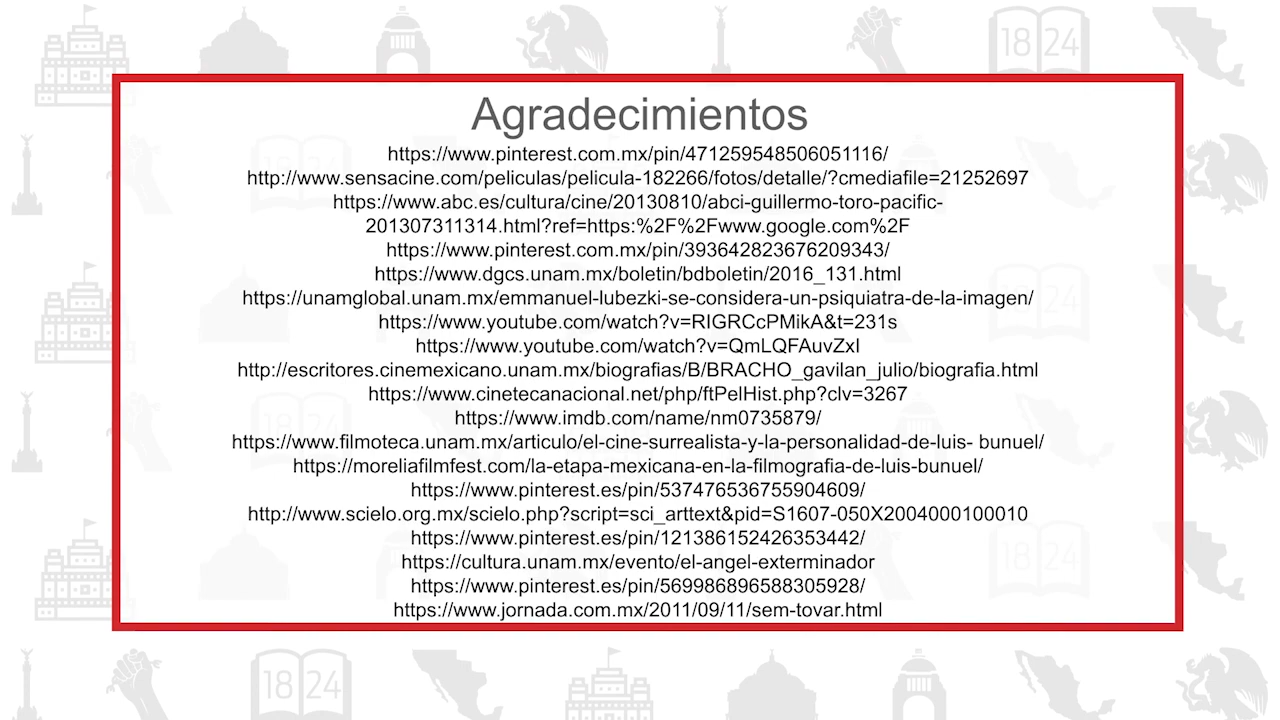 18 24
Agradecimientos
https://www.pinterest.com.mx/pin/471259548506051116/
http://www.sensacine.com/peliculas/pelicula-182266/fotos/detalle/?cmediafile=21252697
https://www.abc.es/cultura/cine/20130810/abci-guillermo-toro-pacific-
201307311314.html?ref=https:%2F%2Fwww.google.com%2F
https://www.pinterest.com.mx/pin/393642823676209343/
https://www.dgcs.unam.mx/boletin/bdboletin/2016_131.html
https://unamglobal.unam.mx/emmanuel-lubezki-se-considera-un-psiquiatra-de-la-imagen/
https://www.youtube.com/watch?v=RIGRCcPMikA&t=231s
https://www.youtube.com/watch?v=QmLQFAuvZxI
http://escritores.cinemexicano.unam.mx/biografias/B/BRACHO_gavilan_julio/biografia.html
https://www.cinetecanacional.net/php/ftPelHist.php?clv=3267
https://www.imdb.com/name/nm0735879/
https://www.filmoteca.unam.mx/articulo/el-cine-surrealista-y-la-personalidad-de-luis- bunuel/
https://moreliafilmfest.com/la-etapa-mexicana-en-la-filmografia-de-luis-bunuel/
https://www.pinterest.es/pin/537476536755904609/
http://www.scielo.org.mx/scielo.php?script=sci_arttext&pid=S1607-050X2004000100010
https://www.pinterest.es/pin/121386152426353442/
https://cultura.unam.mx/evento/el-angel-exterminador
https://www.pinterest.es/pin/569986896588305928/
https://www.jornada.com.mx/2011/09/11/sem-tovar.html
18 24